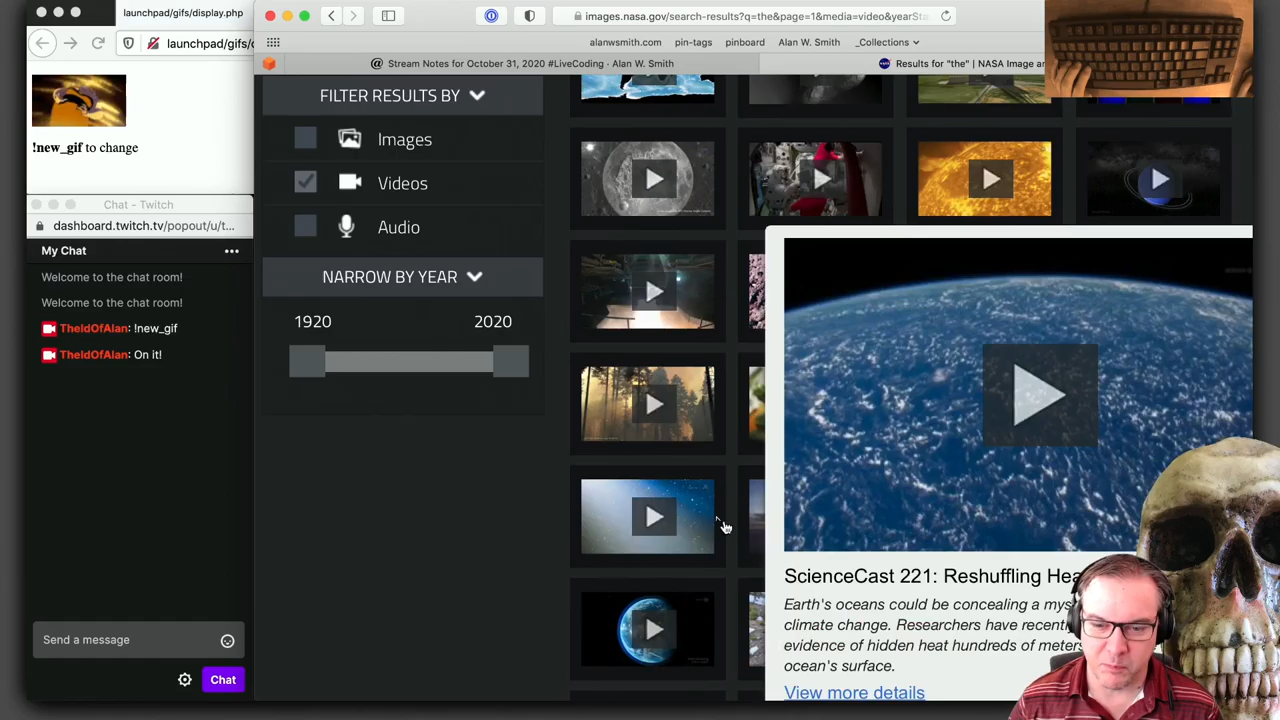 launchpad/gifs/display.php
launchpad/gifs/
!new_gif to change
Chat - Twitch
dashboard.twitch.tv/popout/u/t...
My Chat
Welcome to the chat room!
Welcome to the chat room!
TheIdOfAlan: !new_gif
TheIdOfAlan: On it!
Send a message
Chat
images.nasa.gov/search-results?q=the&page=1&media=video&yearSta
alanwsmith.com
pin-tags
pinboard
Alan W. Smith
_Collections
Stream Notes for October 31, 2020 #LiveCoding · Alan W. Smith
Results for "the" | NASA Image
FILTER RESULTS BY
Images
Videos
Audio
NARROW BY YEAR
1920 2020
ScienceCast 221: Reshuffling Hea
Earth's oceans could be concealing a mys
climate change. Researchers have recent
evidence of hidden heat hundreds of meters
ocean's surface.
View more details